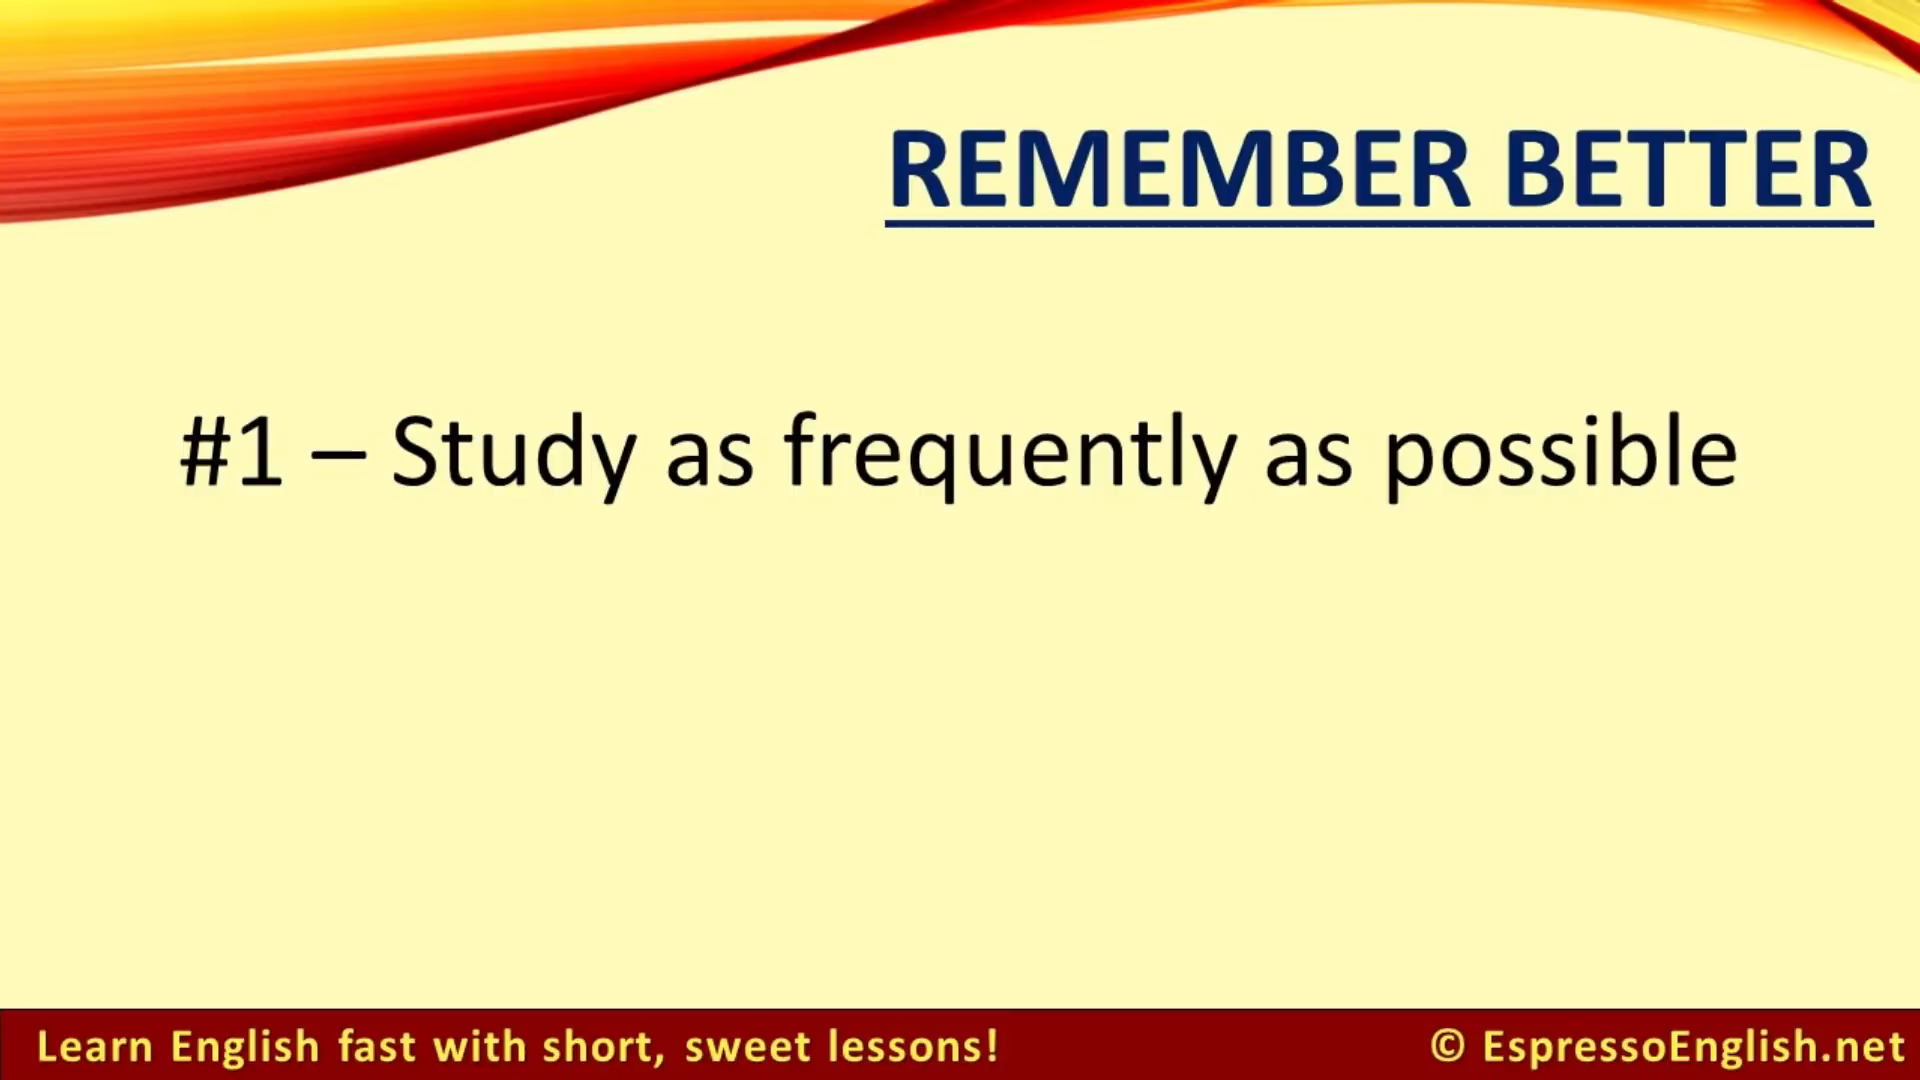 REMEMBER BETTER
#1 – Study as frequently as possible
Learn English fast with short, sweet lessons!
© EspressoEnglish.net